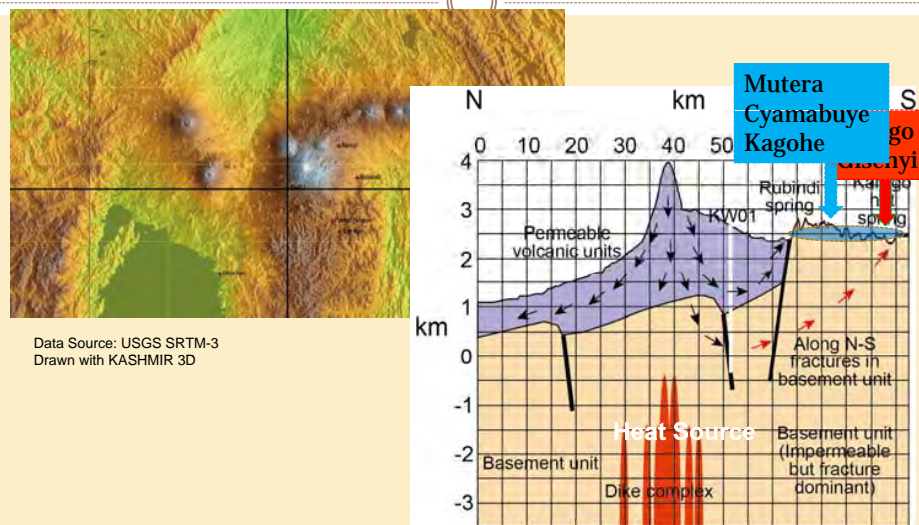 Data Source: USGS SRTM-3
Drawn with KASHMIR 3D
N km S
0 10 20 30 40
4
3
2
1
0
-1
-2
-3
km
Mutera
Cyamabuye
Kagohe
Rubindi
spring
spring
KW01
Permeable
volcanic units
Along N-S
fractures in
basement unit
Heat Source
Basement unit
Basement unit
(Impermeable
but fracture
dominant)
Dike complex